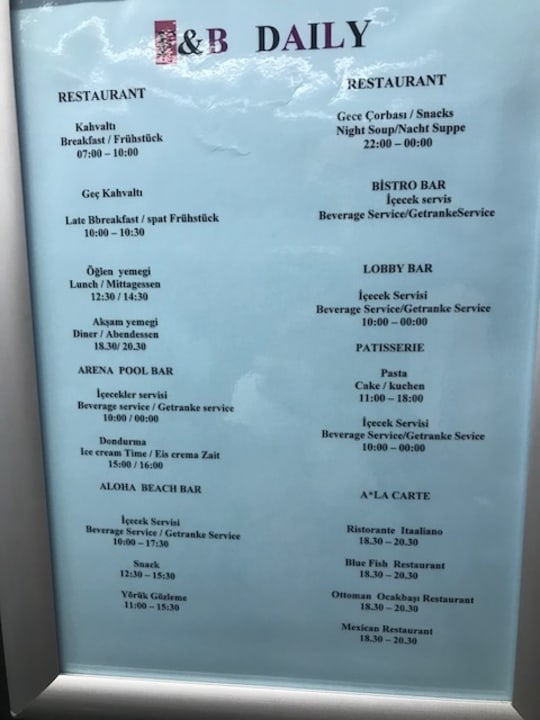 &B DAILY
RESTAURANT
Kahvaltı
Breakfast / Frühstück
07:00 – 10:00
Geç Kahvaltı
Late Bbreakfast / spat Frühstück
10:00 – 10:30
Öğlen yemegi
Lunch / Mittagessen
12:30 / 14:30
Akşam yemegi
Diner / Abendessen
18.30/ 20.30
ARENA POOL BAR
İçecekler servisi
Beverage service / Getranke service
10:00 / 00:00
Dondurma
Ice cream Time / Eis crema Zait
15:00 / 16:00
ALOHA BEACH BAR
İçecek Servisi
Beverage Service / Getranke Service
10:00 – 17:30
Snack
12:30 – 15:30
Yörük Gözleme
11:00 – 15:30
RESTAURANT
Gece Çorbası / Snacks
Night Soup/Nacht Suppe
22:00 – 00:00
BİSTRO BAR
İçecek servis
Beverage Service/GetrankeService
LOBBY BAR
İçecek Servisi
Beverage Service/Getranke Service
10:00 – 00:00
PATISSERIE
Pasta
Cake / kuchen
11:00 – 18:00
İçecek Servisi
Beverage Sevice/Getranke Sevice
10:00 – 00:00
A*LA CARTE
Ristorante Itaaliano
18.30 – 20.30
Blue Fish Restaurant
18.30 – 20.30
Ottoman Ocakbaşı Restaurant
18.30 – 20.30
Mexican Restaurant
18.30 – 20.30